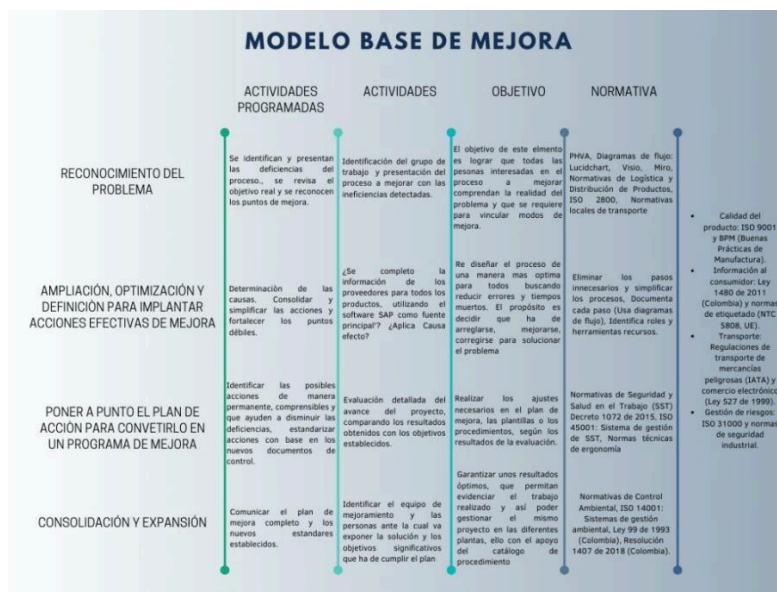 MODELO BASE DE MEJORA
ACTIVIDADES
PROGRAMADAS
ACTIVIDADES
OBJETIVO
NORMATIVA
RECONOCIMIENTO DEL
PROBLEMA
Se identifican y presentan
las deficiencias del
proceso., se revisa el
objetivo real y se reconocen
los puntos de mejora.
Identificación del grupo de
trabajo y presentación del
proceso a mejorar con las
ineficiencias detectadas.
El objetivo de este elmento
es lograr que todas las
pesonas interesadas en el
proceso a mejorar
comprendan la realidad del
problema y que se requiere
para vincular modos de
mejora.
PHVA, Diagramas de flujo:
Lucidchart, Visio, Miro,
Normativas de Logística y
Distribución de Productos,
ISO 2800, Normativas
locales de transporte
AMPLIACIÓN, OPTIMIZACIÓN Y
DEFINICIÓN PARA IMPLANTAR
ACCIONES EFECTIVAS DE MEJORA
Determinación de las
causas. Consolidar y
simplificar las acciones y
fortalecer los puntos
débiles.
¿Se completo la
información de los
proveedores para todos los
productos, utilizando el
software SAP como fuente
principal'? ¿Aplica Causa
efecto?
Re diseñar el proceso de
una manera mas optima
para todos buscando
reducir errores y tiempos
muertos. El propósito es
decidir que ha de
arreglarse, mejorarse,
corregirse para solucionar
el problema
Eliminar los pasos
innecesarios y simplificar
los procesos, Documenta
cada paso (Usa diagramas
de flujo), Identifica roles y
herramientas recursos.
PONER A PUNTO EL PLAN DE
ACCIÓN PARA CONVETIRLO EN
UN PROGRAMA DE MEJORA
Identificar las posibles
acciones de manera
permanente, comprensibles y
que ayuden a disminuir las
deficiencias, estandarizar
acciones con base en los
nuevos documentos de
control.
Evaluación detallada del
avance del proyecto,
comparando los resultados
obtenidos con los objetivos
establecidos.
Realizar los ajustes
necesarios en el plan de
mejora, las plantillas o los
procedimientos, según los
resultados de la evaluación.
Normativas de Seguridad y
Salud en el Trabajo (SST)
Decreto 1072 de 2015, ISO
45001: Sistema de gestión
de SST, Normas técnicas
de ergonomía
CONSOLIDACIÓN Y EXPANSIÓN
Comunicar el plan de
mejora completo y los
nuevos estandares
establecidos.
Identificar el equipo de
mejoramiento y las
personas ante la cual va
exponer la solución y los
objetivos significativos
que ha de cumplir el plan
Garantizar unos resultados
óptimos, que permitan
evidenciar el trabajo
realizado y así poder
gestionar el mismo
proyecto en las diferentes
plantas, ello con el apoyo
del catálogo de
procedimiento
Normativas de Control
Ambiental, ISO 14001:
Sistemas de gestión
ambiental, Ley 99 de 1993
(Colombia), Resolución
1407 de 2018 (Colombia).
• Calidad del
producto: ISO 9001
y BPM (Buenas
Prácticas de
Manufactura).
• Información al
consumidor: Ley
1480 de 2011
(Colombia) y normas
de etiquetado (NTC
5808, UE).
• Transporte:
Regulaciones de
transporte de
mercancías
peligrosas (IATA) y
comercio electrónico
(Ley 527 de 1999).
• Gestión de riesgos:
ISO 31000 y normas
de seguridad
industrial.